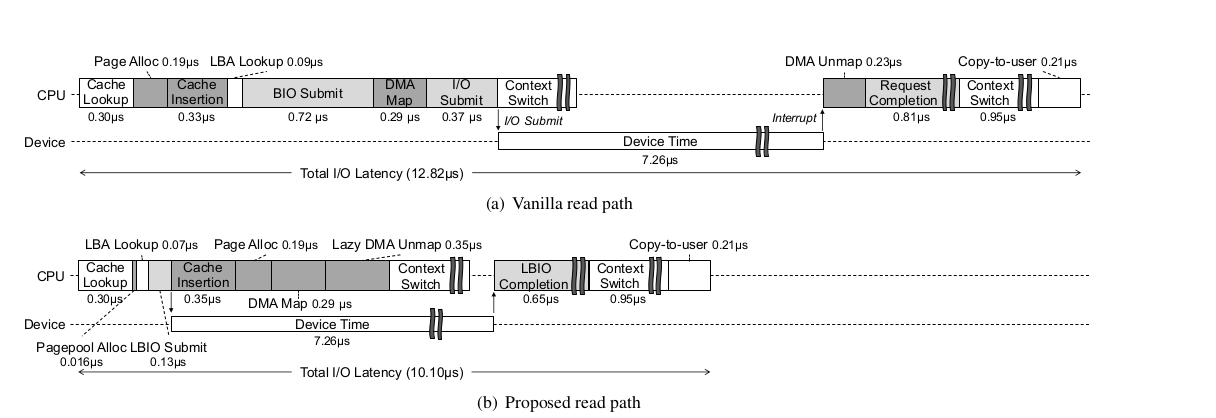 Page Alloc 0.19µs LBA Lookup 0.09µs DMA Unmap 0.23µs Copy-to-user 0.21µs
CPU
Cache Lookup
Cache Insertion
BIO Submit
DMA Map
I/O Submit
Context Switch
Request Completion
Context Switch
0.30µs 0.33µs 0.72 µs 0.29 µs 0.37 µs 0.81µs 0.95µs
I/O Submit
Interrupt
Device
Device Time
7.26µs
Total I/O Latency (12.82µs)
(a) Vanilla read path
LBA Lookup 0.07µs Page Alloc 0.19µs Lazy DMA Unmap 0.35µs Copy-to-user 0.21µs
CPU
Cache Lookup
Cache Insertion
Context Switch
LBIO Completion
Context Switch
0.30µs 0.35µs DMA Map 0.29 µs 0.65µs 0.95µs
Device
Device Time
7.26µs
Pagepool Alloc LBIO Submit
0.016µs 0.13µs
Total I/O Latency (10.10µs)
(b) Proposed read path